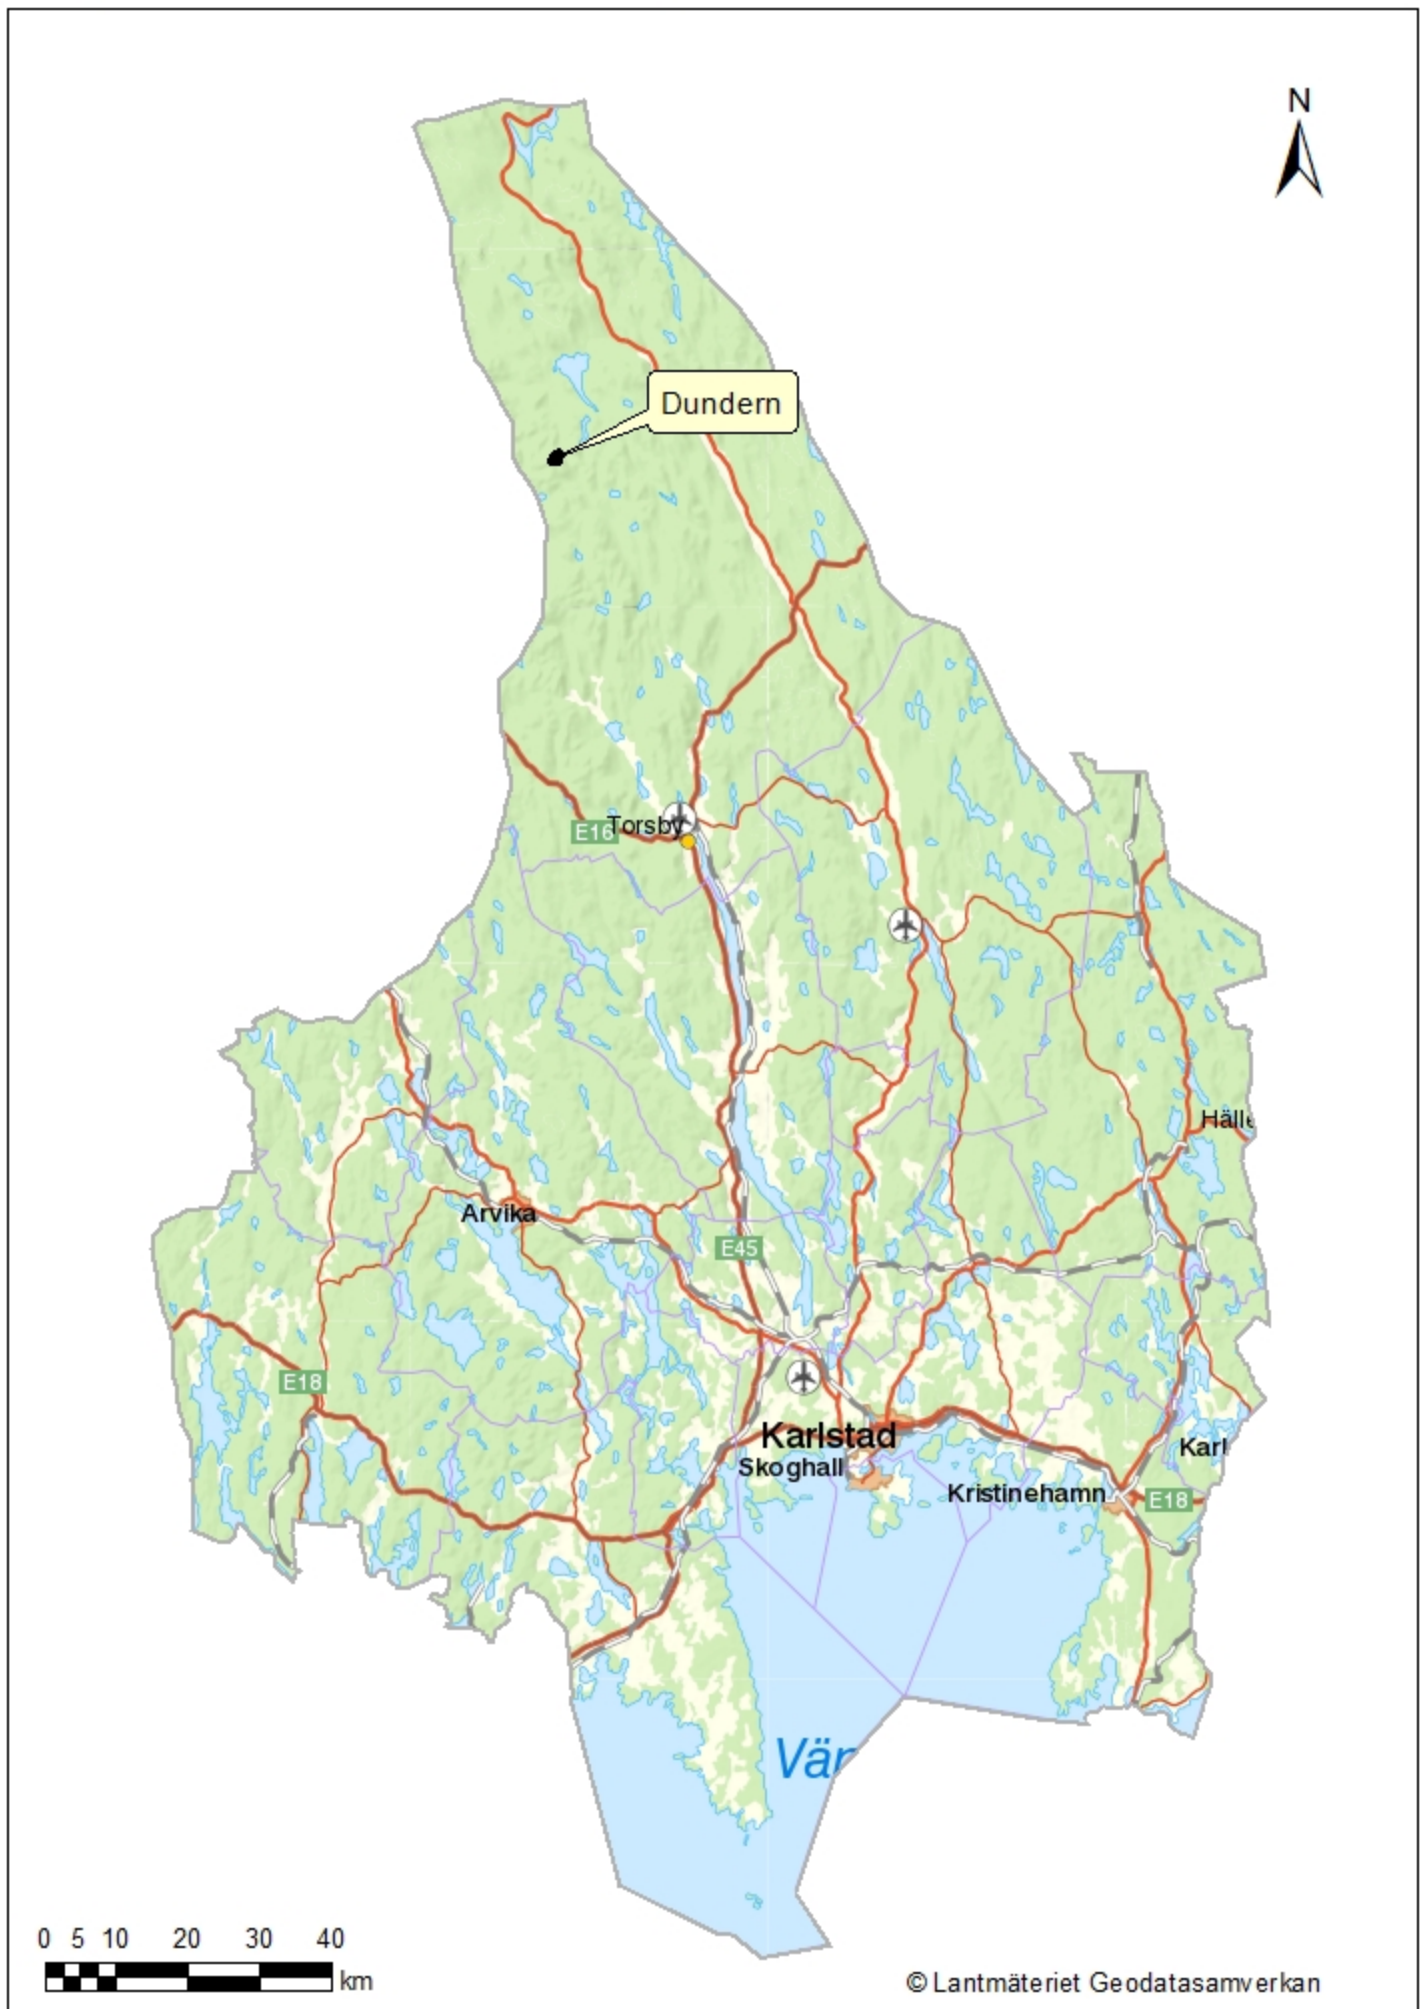 N
Dundern
E16
Torsby
Hälle
Arvika
E45
E18
Karlstad
Skoghall
Karl
Kristinehamn
E18
Vän
0 5 10 20 30 40
km
© Lantmäteriet Geodatasamverkan